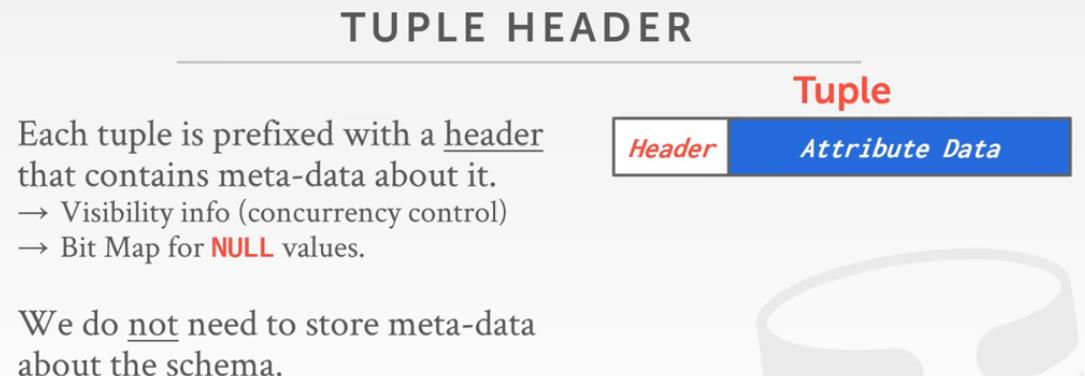 TUPLE HEADER
Each tuple is prefixed with a header
that contains meta-data about it.
→ Visibility info (concurrency control)
→ Bit Map for NULL values.
We do not need to store meta-data
about the schema.
Tuple
Header
Attribute Data